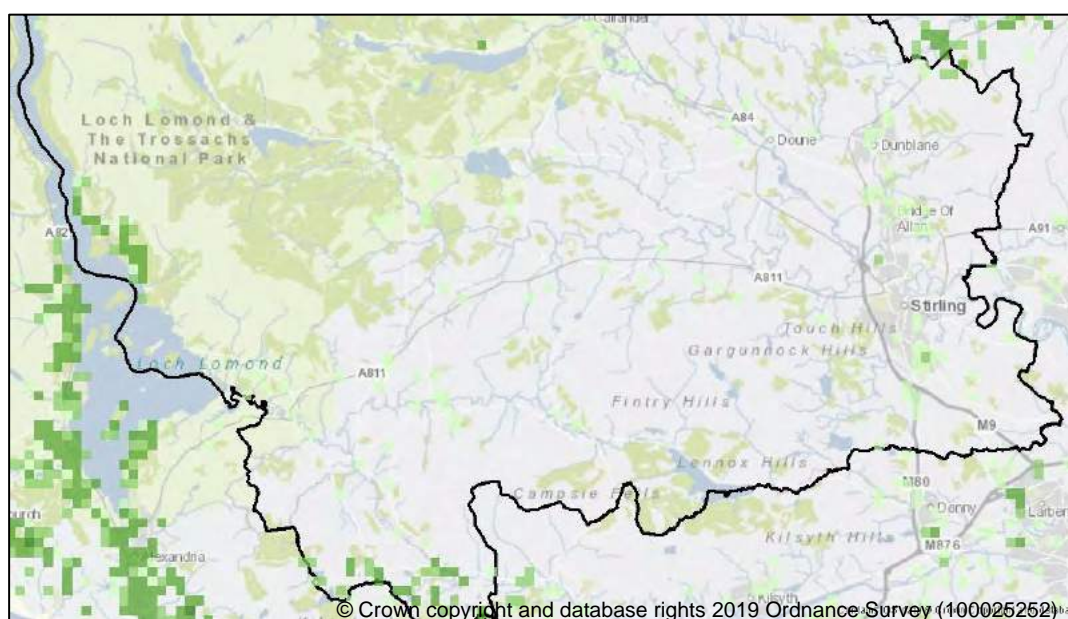 Callander
Loch Lomond &
The Trossachs
National Park
A84
Doune
Dunblane
Bridge Of
Allan
A82
A91
A811
Stirling
Touch Hills
Gargunnock Hills
Loch Lomond
A811
Fintry Hills
M9
Lennox Hills
Campsie Fells
M80
Denny
Larbert
Kilsyth Hills
M876
Alexandria
Kilsyth
© Crown copyright and database rights 2019 Ordnance Survey (100025252)